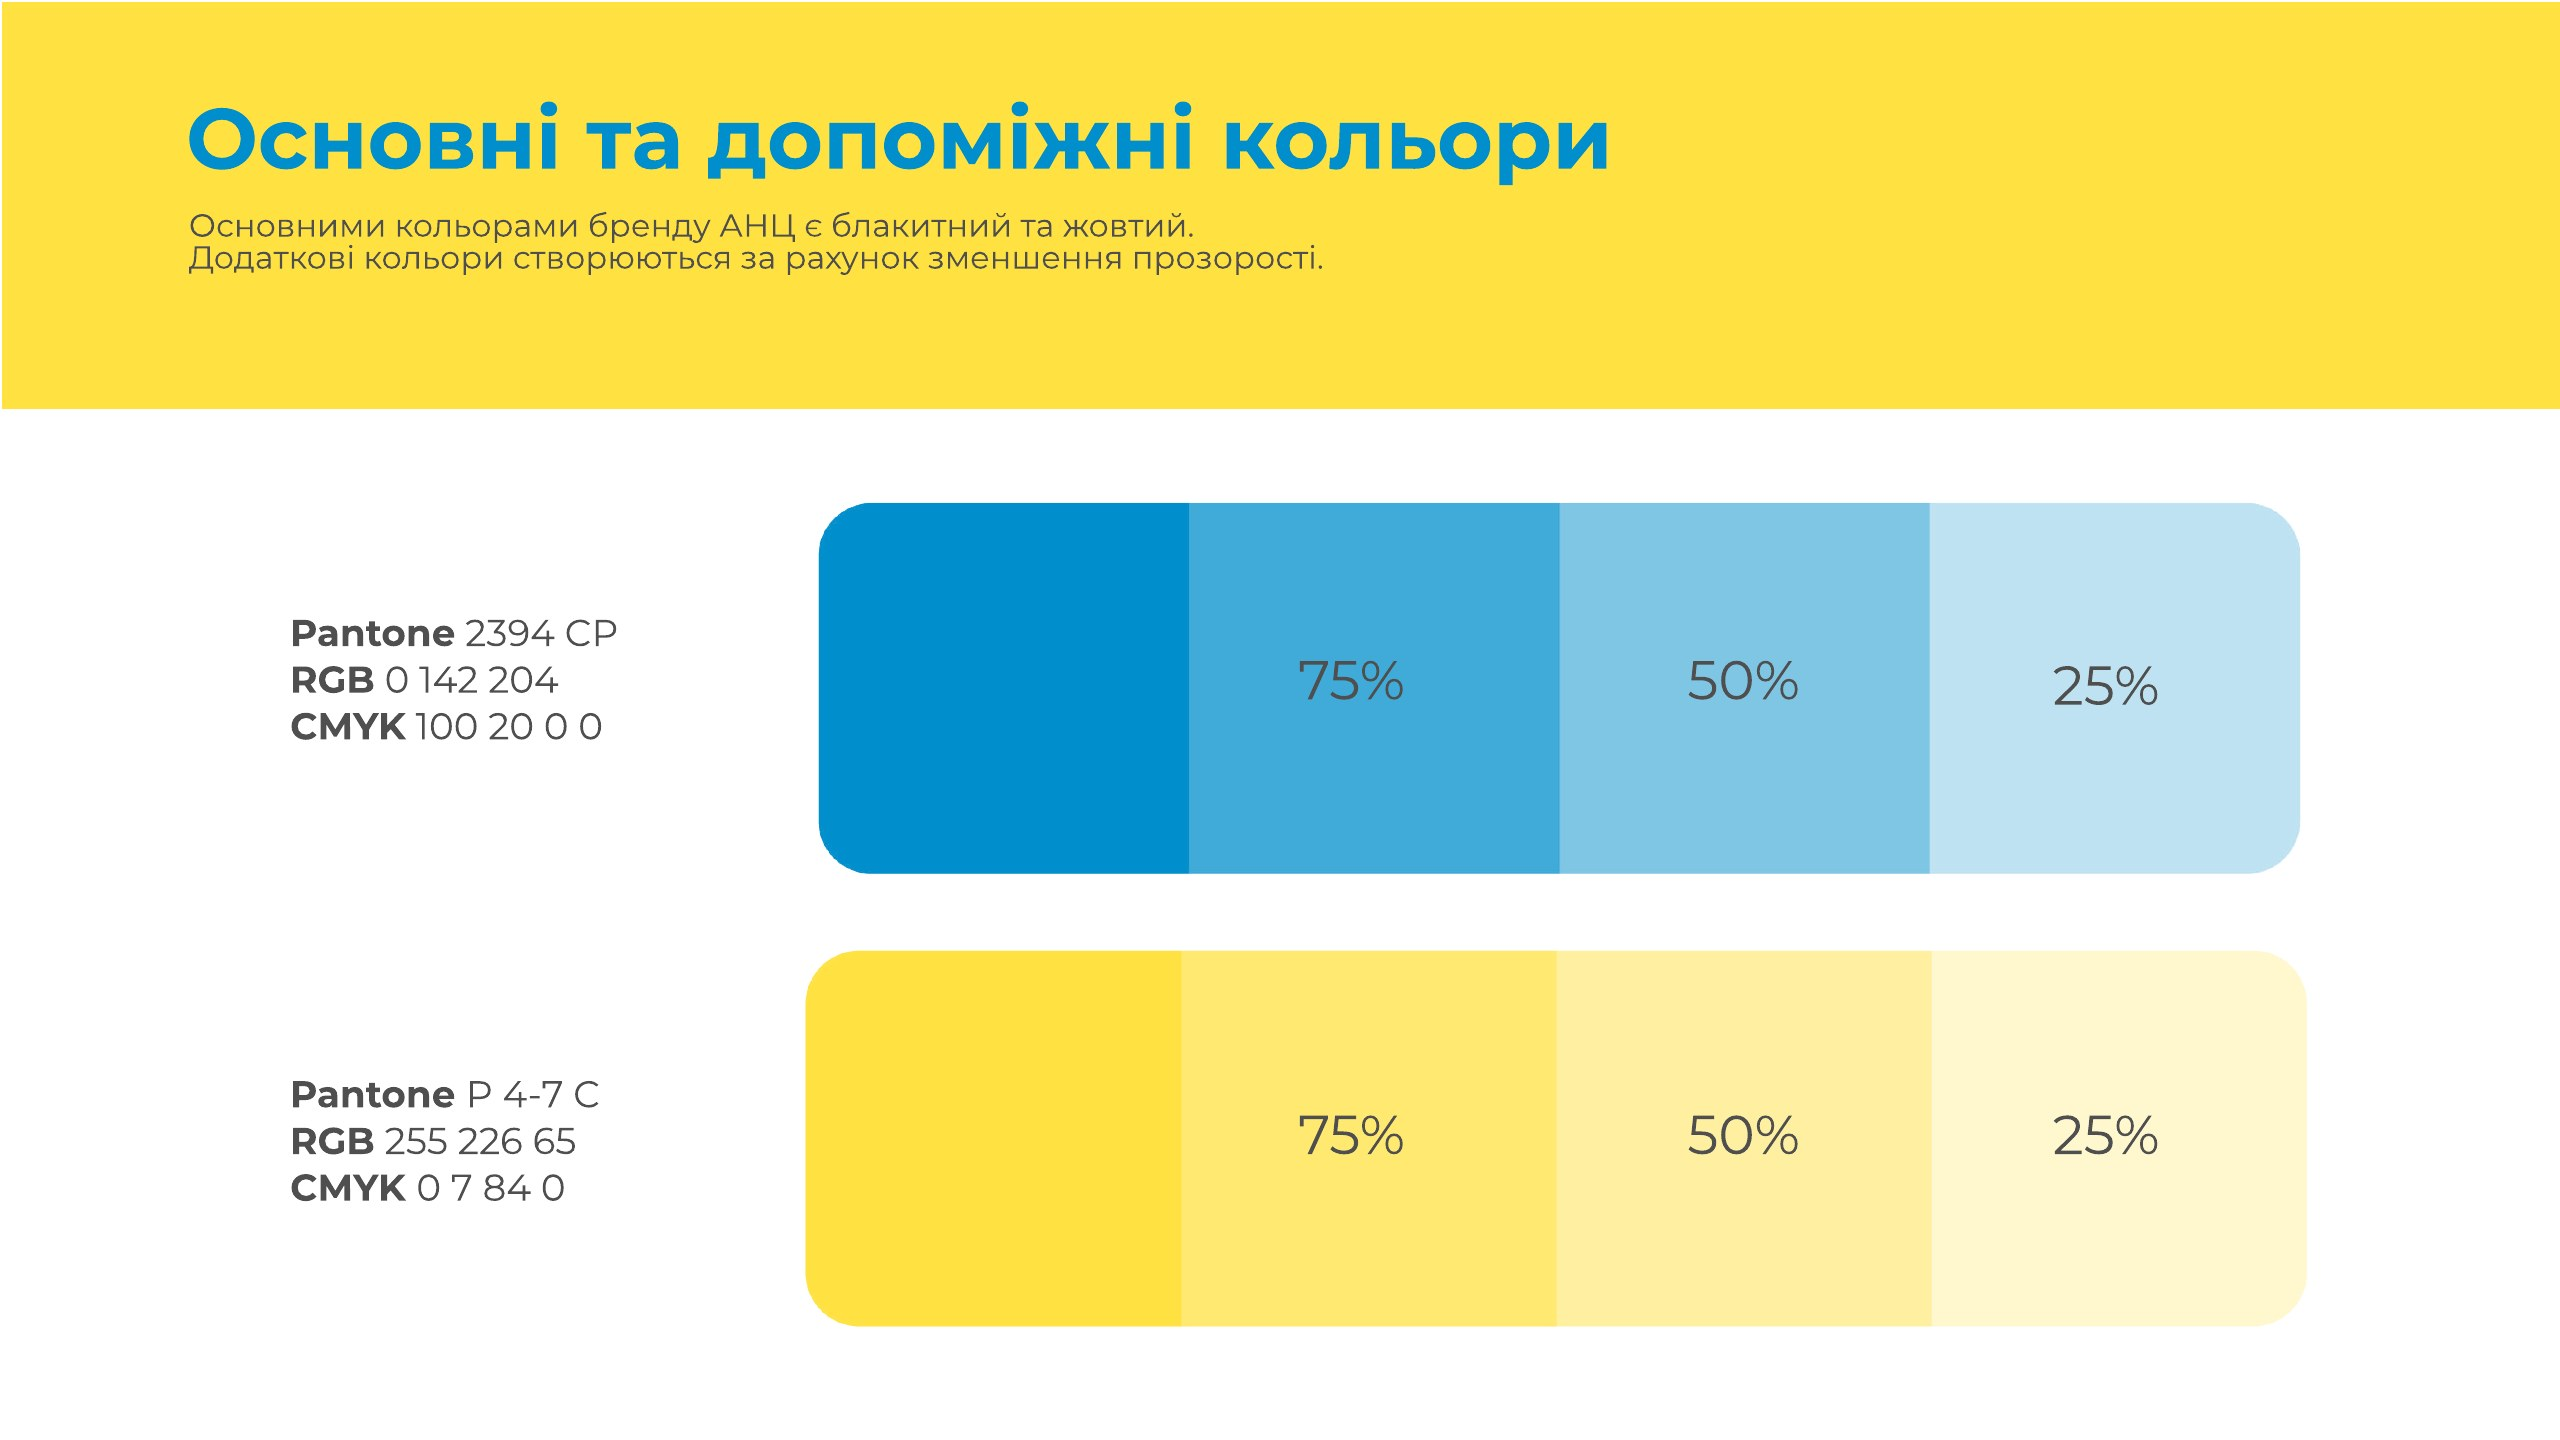 Основні та допоміжні кольори
Основними кольорами бренду АНЦ є блакитний та жовтий.
Додаткові кольори створюються за рахунок зменшення прозорості.
Pantone 2394 CP
RGB 0 142 204
CMYK 100 20 0 0
75%
50%
25%
Pantone P 4-7 C
RGB 255 226 65
CMYK 0 7 84 0
75%
50%
25%